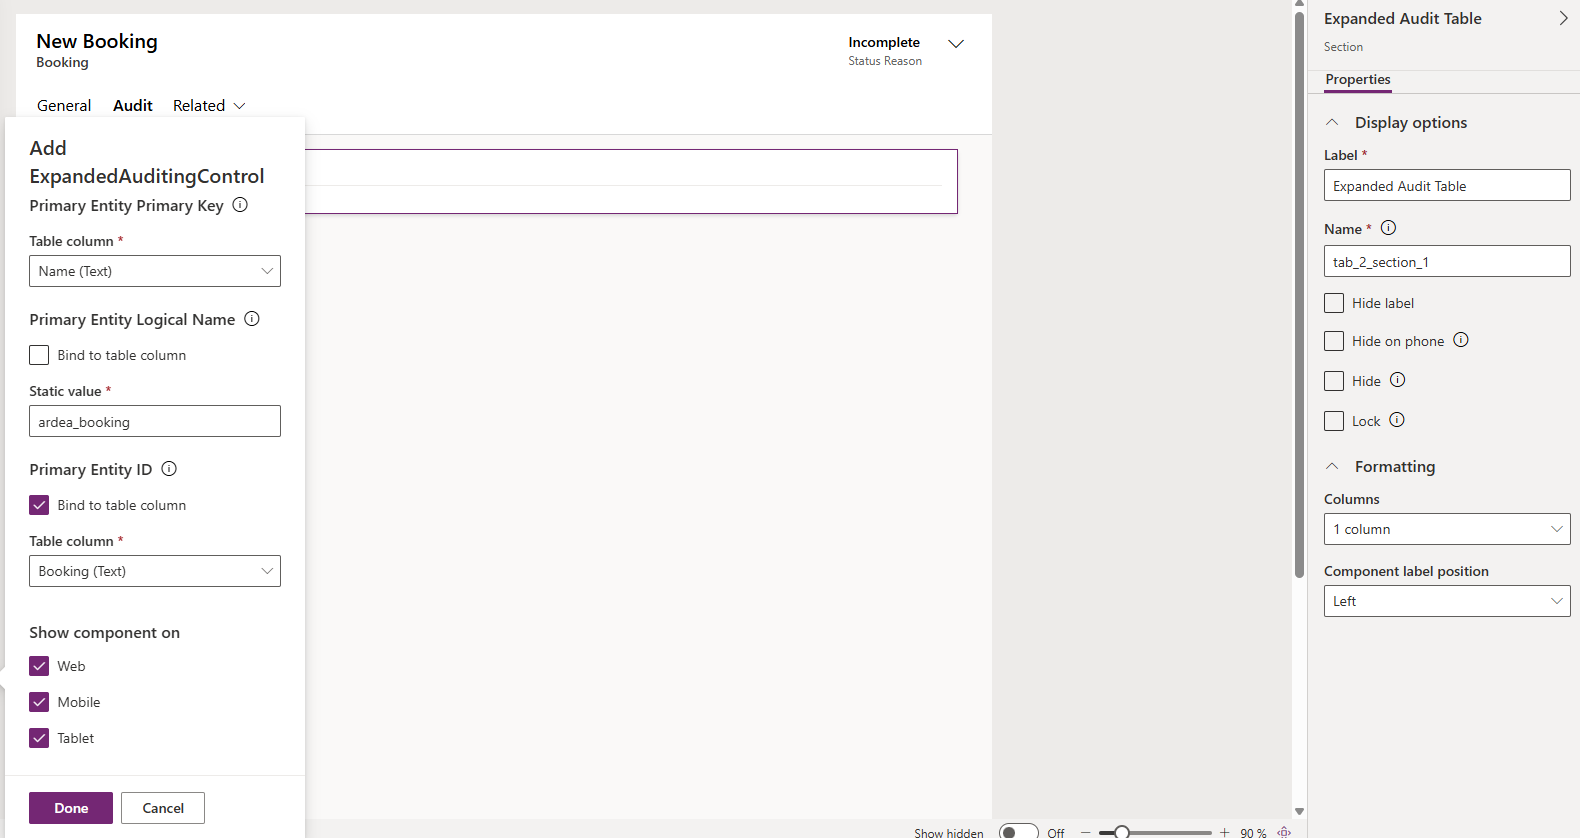 New Booking
Booking
Incomplete
Status Reason
General
Audit
Related
Add
ExpandedAuditingControl
Primary Entity Primary Key
Table column *
Name (Text)
Primary Entity Logical Name
Bind to table column
Static value *
ardea_booking
Primary Entity ID
Bind to table column
Table column *
Booking (Text)
Show component on
Web
Mobile
Tablet
Done
Cancel
Show hidden
Off
90 %
Expanded Audit Table
Section
Properties
Display options
Label *
Expanded Audit Table
Name *
tab_2_section_1
Hide label
Hide on phone
Hide
Lock
Formatting
Columns
1 column
Component label position
Left